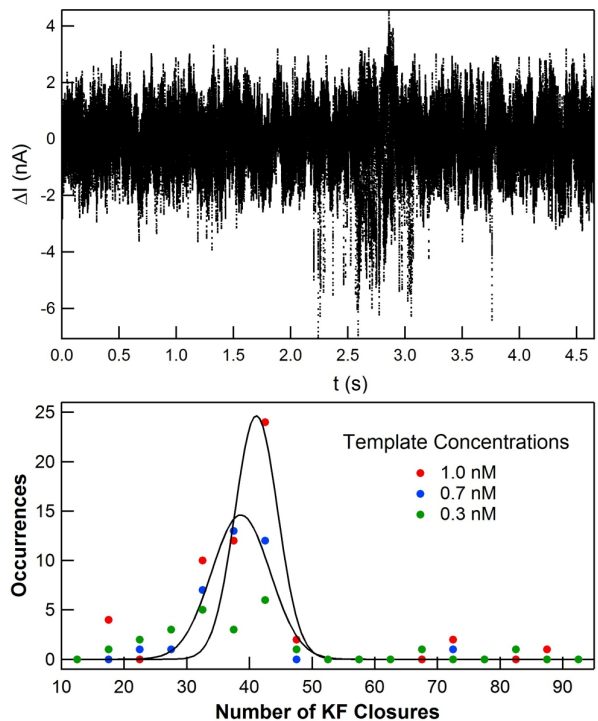 4
2
0
-2
-4
-6
ΔI (nA)
0.0 0.5 1.0 1.5 2.0 2.5 3.0 3.5 4.0 4.5
t (s)
25
20
15
10
5
0
Occurrences
Template Concentrations
1.0 nM
0.7 nM
0.3 nM
10 20 30 40 50 60 70 80 90
Number of KF Closures